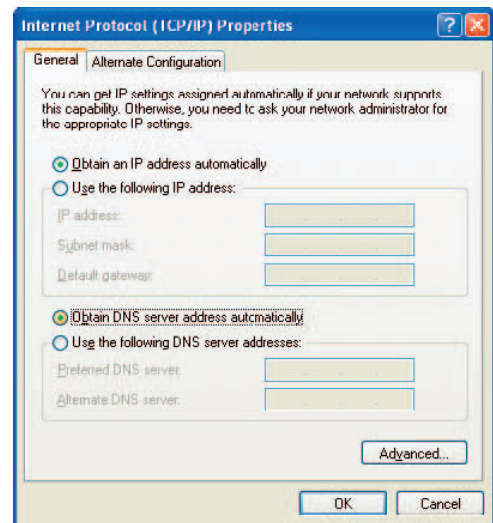 Internet Protocol (TCP/IP) Properties
General
Alternate Configuration
You can get IP settings assigned automatically if your network supports
this capability. Otherwise, you need to ask your network administrator for
the appropriate IP settings.
Obtain an IP address automatically
Use the following IP address:
IP address:
Subnet mask:
Default gateway:
Obtain DNS server address automatically
Use the following DNS server addresses:
Preferred DNS server:
Alternate DNS server:
Advanced...
OK
Cancel